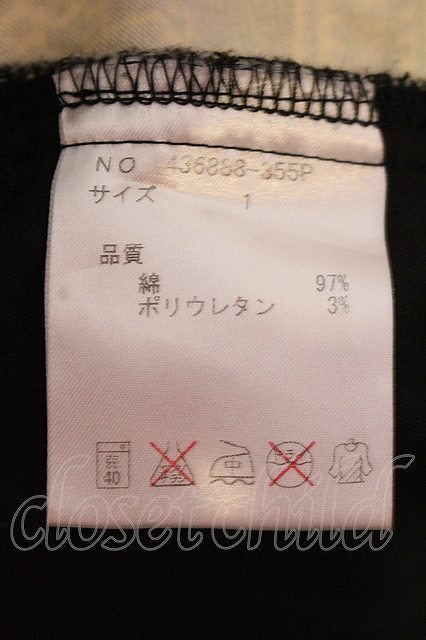 NO 436888-355P
サイズ 1
品質
綿 97%
ポリウレタン 3%
40
中
closet child